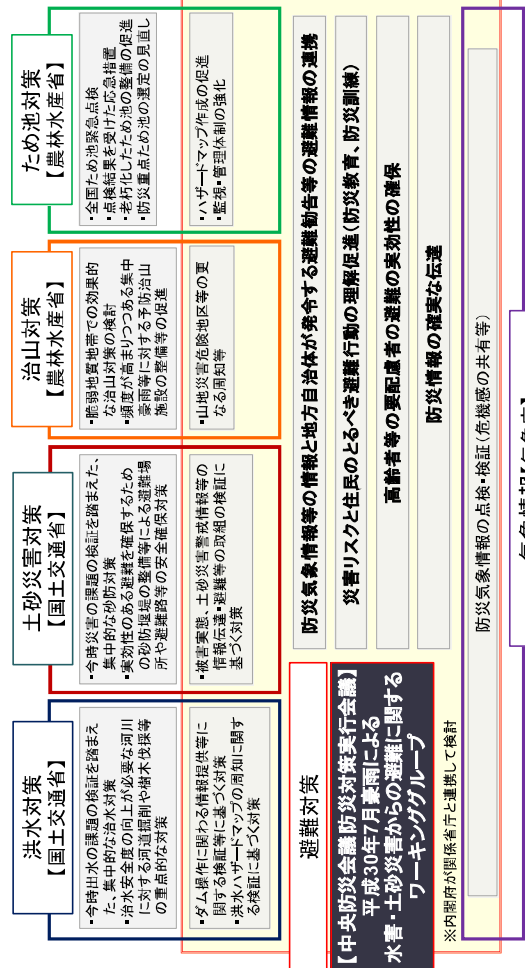 洪水対策
【国土交通省】
・今時出水の課題の検証を踏まえ
た、集中的な治水対策
・治水安全度の向上が必要な河川
に対する河道掘削や樹木伐採等
の重点的な対策
・ダム操作に関わる情報提供等に
関する検証等に基づく対策
・洪水ハザードマップの周知に関す
る検証に基づく対策
土砂災害対策
【国土交通省】
・今時災害の課題の検証を踏まえた、
集中的な砂防対策
・実効性のある避難を確保するため
の砂防堰堤の整備等による避難場
所や避難路等の安全確保対策
・被害実態、土砂災害警戒情報等の
情報伝達・避難等の取組の検証に
基づく対策
治山対策
【農林水産省】
・脆弱地質地帯での効果的
な治山対策の検討
・頻度が高まりつつある集中
豪雨等に対する予防治山
施設の整備等の促進
・山地災害危険地区等の更
なる周知等
ため池対策
【農林水産省】
・全国ため池緊急点検
・点検結果を受けた応急措置
・老朽化したため池の整備の促進
・防災重点ため池の選定の見直し
・ハザードマップ作成の促進
・監視・管理体制の強化
避難対策
【中央防災会議 防災対策実行会議】
平成30年7月豪雨による
水害・土砂災害からの避難に関する
ワーキンググループ
※内閣府が関係省庁と連携して検討
防災気象情報等の情報と地方自治体が発令する避難勧告等の避難情報の連携
災害リスクと住民のとるべき避難行動の理解促進(防災教育、防災訓練)
高齢者等の要配慮者の避難の実効性の確保
防災情報の確実な伝達
防災気象情報の点検・検証(危機感の共有等)